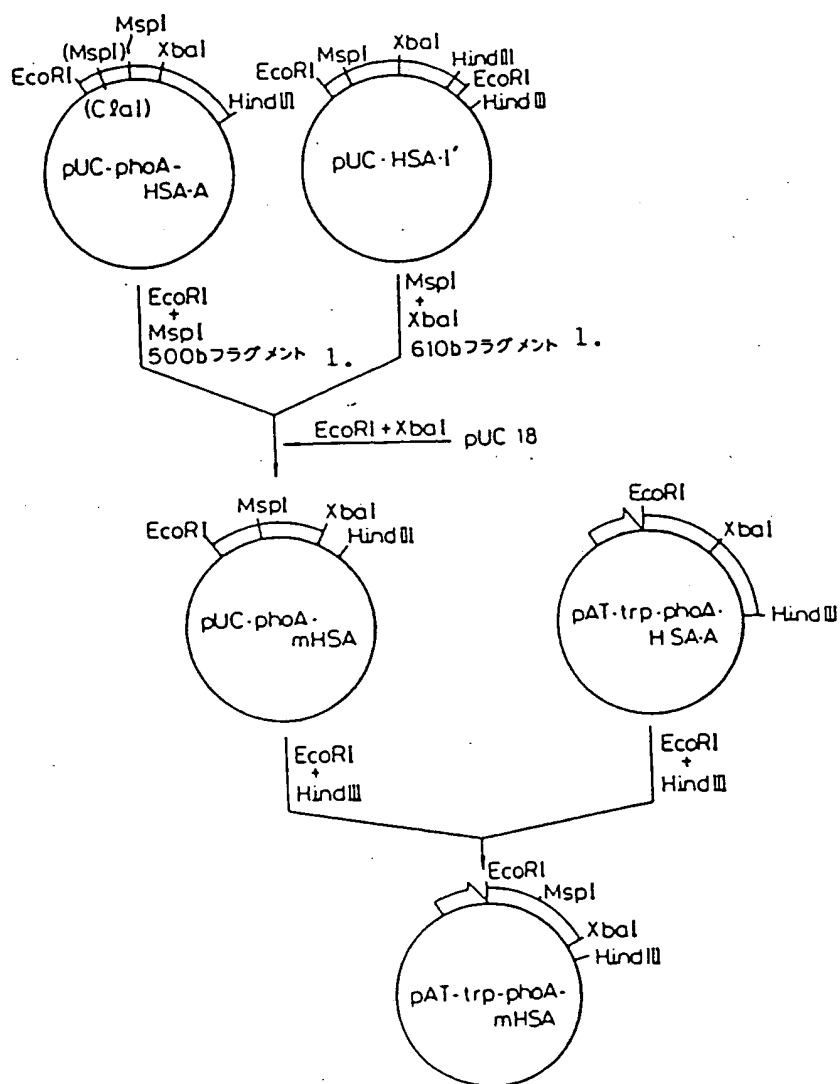 MspI
(MspI)
XbaI
EcoRI
HindIII
(ClaI)
pUC-phoA-
HSA-A
MspI
XbaI
EcoRI
HindIII
EcoRI
HindIII
pUC-HSA-I'
EcoRI
+
MspI
500bフラグメント 1.
MspI
+
XbaI
610bフラグメント 1.
EcoRI+XbaI
pUC 18
EcoRI
MspI
XbaI
HindIII
pUC-phoA-
mHSA
EcoRI
XbaI
HindIII
pAT-trp-phoA-
HSA-A
EcoRI
+
HindIII
EcoRI
+
HindIII
EcoRI
MspI
XbaI
HindIII
pAT-trp-phoA-
mHSA